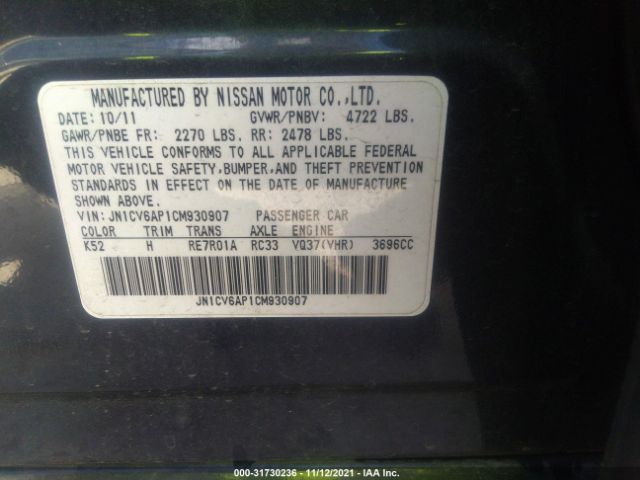 MANUFACTURED BY NISSAN MOTOR CO.,LTD.
DATE: 10/11 GVWR/PNBV: 4722 LBS.
GAWR/PNBE FR: 2270 LBS. RR: 2478 LBS.
THIS VEHICLE CONFORMS TO ALL APPLICABLE FEDERAL
MOTOR VEHICLE SAFETY,BUMPER,AND THEFT PREVENTION
STANDARDS IN EFFECT ON THE DATE OF MANUFACTURE
SHOWN ABOVE.
VIN: JN1CV6AP1CM930907 PASSENGER CAR
COLOR TRIM TRANS AXLE ENGINE
K52 H RE7R01A RC33 VQ37(VHR) 3696CC
JN1CV6AP1CM930907
000-31730236 - 11/12/2021 - IAA Inc.